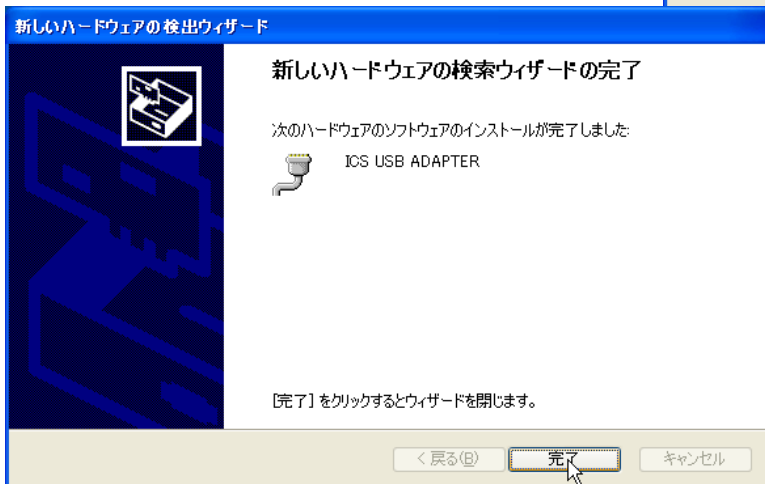 新しいハードウェアの検出ウィザード
新しいハードウェアの検索ウィザードの完了
次のハードウェアのソフトウェアのインストールが完了しました:
ICS USB ADAPTER
[完了] をクリックするとウィザードを閉じます。
< 戻る(B) 完了 キャンセル